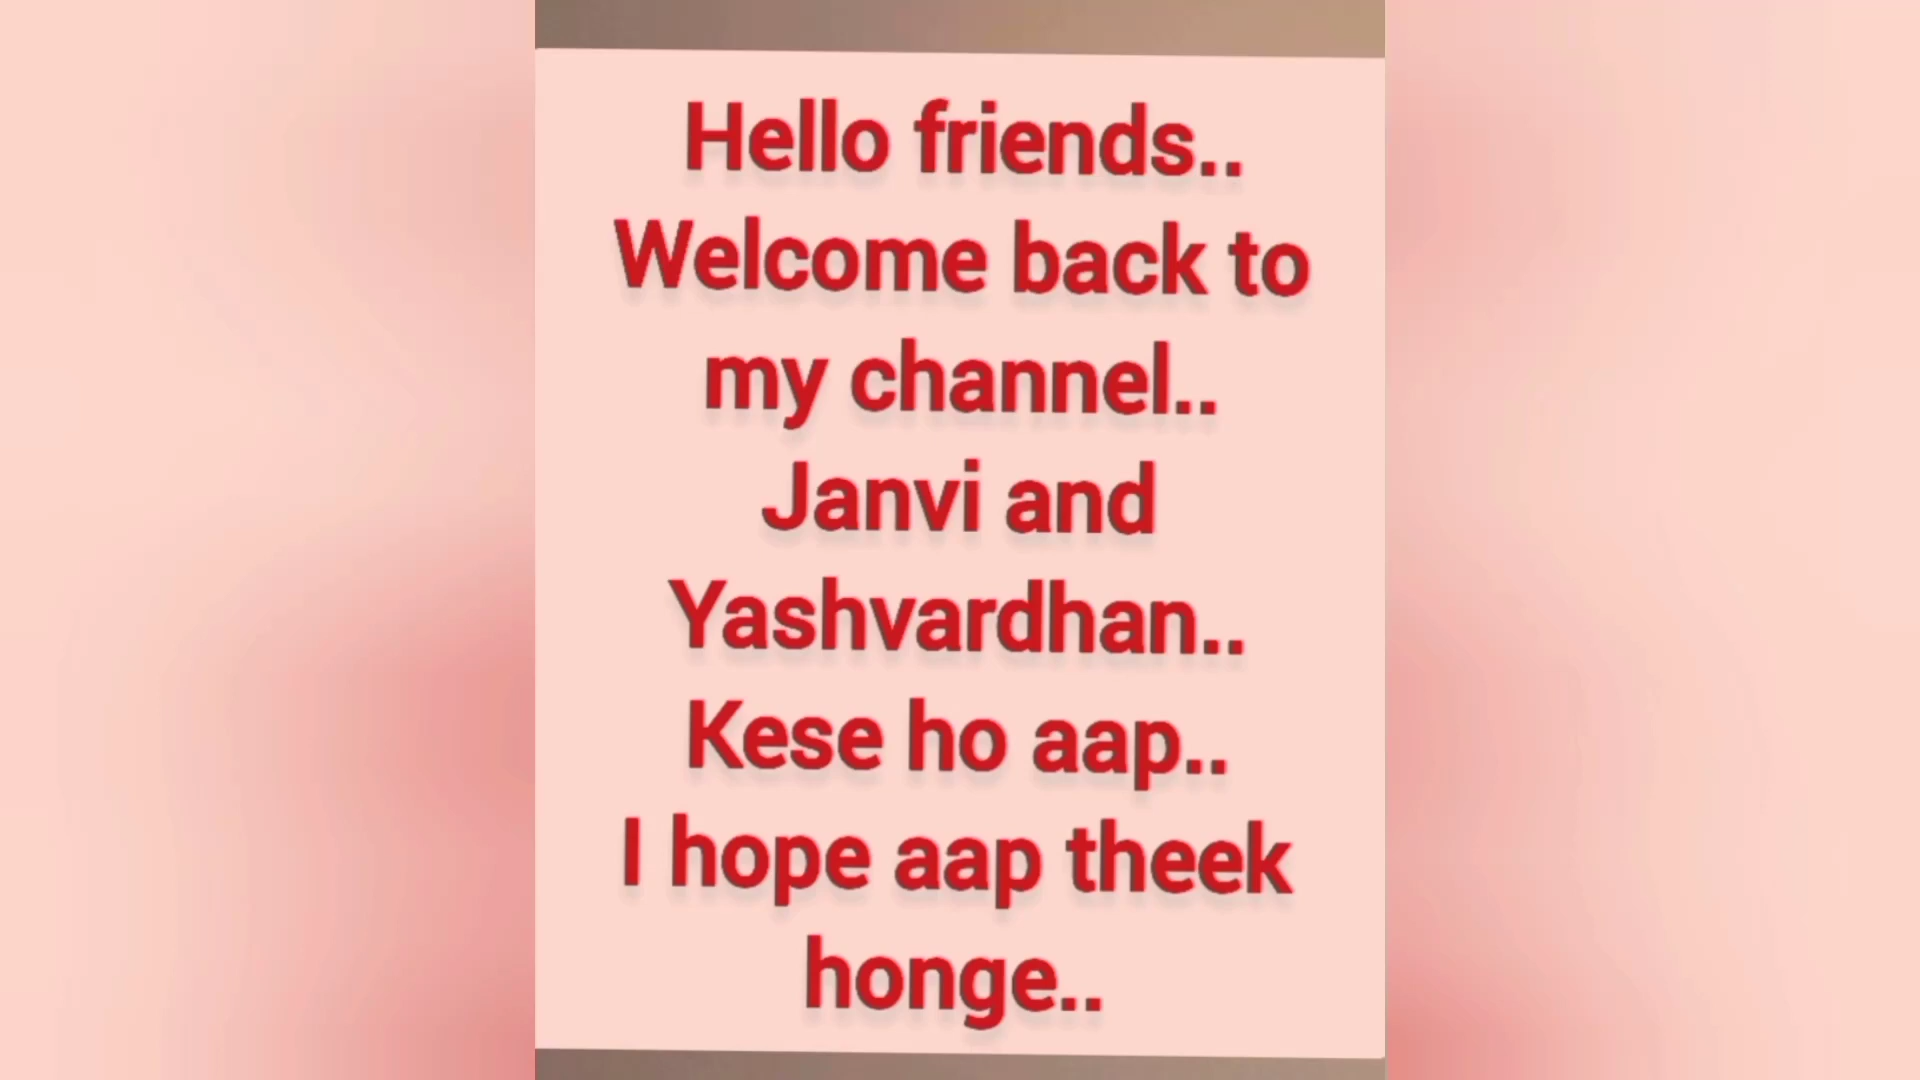 Hello friends..
Welcome back to
my channel..
Janvi and
Yashvardhan..
Kese ho aap..
I hope aap theek
honge..